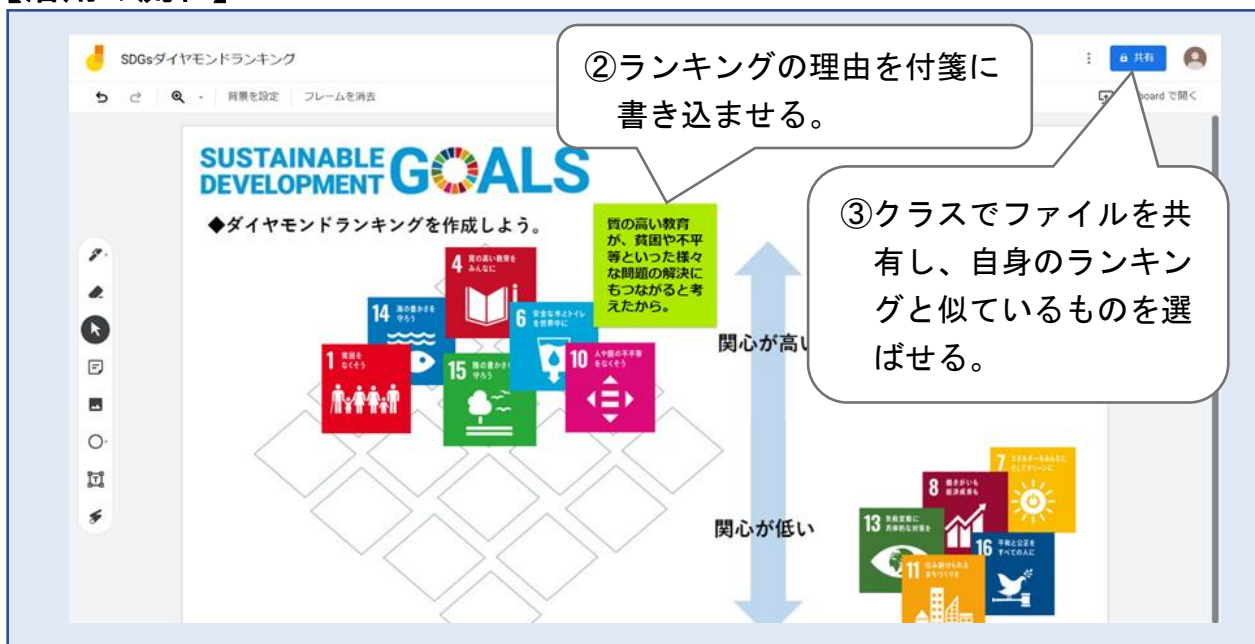 SDGsダイヤモンドランキング
共有
背景を設定
フレームを消去
board で開く
②ランキングの理由を付箋に
書き込ませる。
③クラスでファイルを共
有し、自身のランキン
グと似ているものを選
ばせる。
SUSTAINABLE
DEVELOPMENT
GOALS
◆ダイヤモンドランキングを作成しよう。
質の高い教育
が、貧困や不平
等といった様々
な問題の解決に
もつながると考
えたから。
4 質の高い教育を
みんなに
14 海の豊かさを
守ろう
6 安全な水とトイレ
を世界中に
1 貧困を
なくそう
15 陸の豊かさも
守ろう
10 人や国の不平等
をなくそう
関心が高い
関心が低い
7 エネルギーをみんなに
そしてクリーンに
8 働きがいも
経済成長も
13 気候変動に
具体的な対策を
16 平和と公正を
すべての人に
11 住み続けられる
まちづくりを